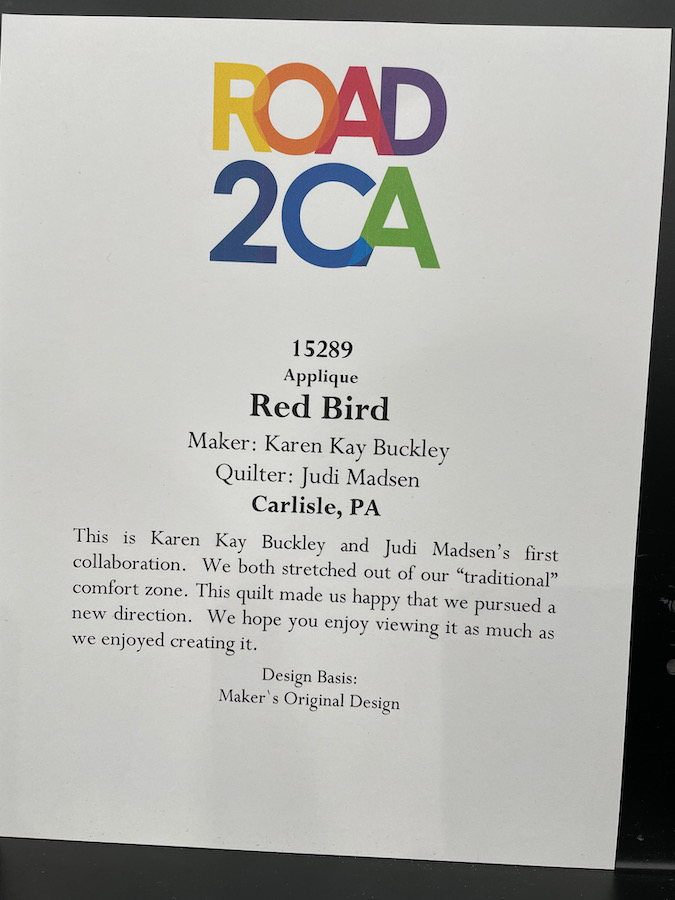 ROAD
2CA
15289
Applique
Red Bird
Maker: Karen Kay Buckley
Quilter: Judi Madsen
Carlisle, PA
This is Karen Kay Buckley and Judi Madsen's first
collaboration. We both stretched out of our “traditional”
comfort zone. This quilt made us happy that we pursued a
new direction. We hope you enjoy viewing it as much as
we enjoyed creating it.
Design Basis:
Maker`s Original Design